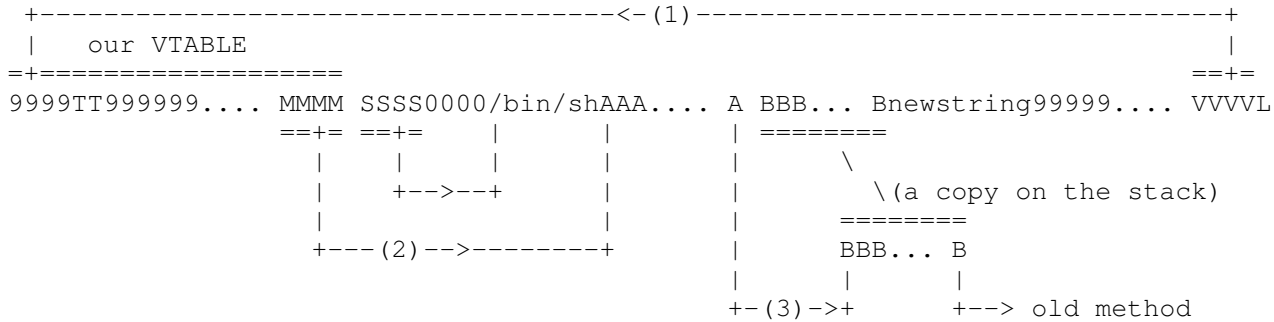 +------------------------------------<-(1)---------------------------------+
 |   our VTABLE                                                             |
=+===================                                                     ==+=
9999TT999999.... MMMM SSSS0000/bin/shAAA.... A BBB... Bnewstring99999.... VVVVL
                 ==+= ==+=    |      |       | ========
                   |    |     |      |       |      \
                   |    +-->--+      |       |       \(a copy on the stack)
                   |                 |       |     ========
                   +---(2)-->--------+       |     BBB... B
                                             |     |      |
                                             +-(3)->+     +--> old method